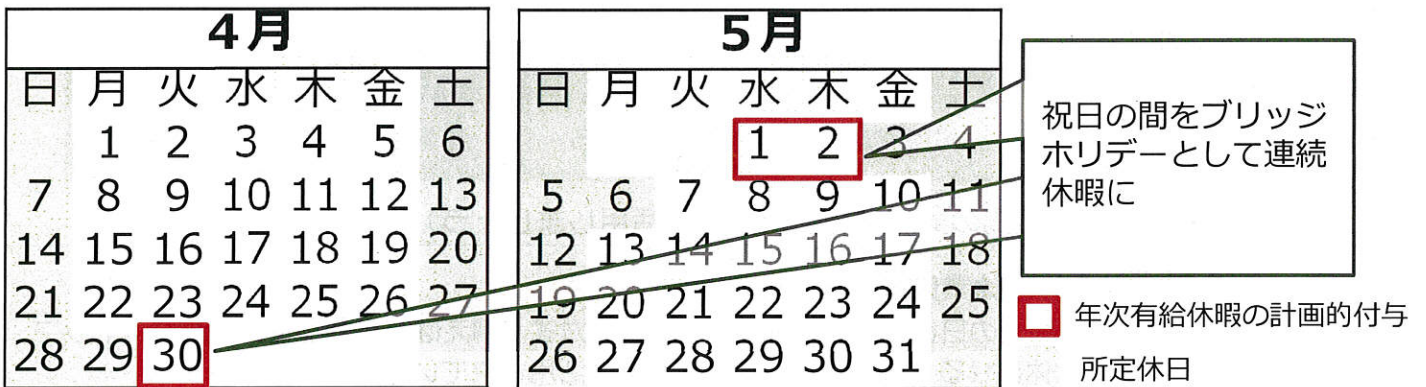 4月
日 月 火 水 木 金 土
1 2 3 4 5 6
7 8 9 10 11 12 13
14 15 16 17 18 19 20
21 22 23 24 25 26 27
28 29 30
5月
日 月 火 水 木 金 土
1 2 3 4
5 6 7 8 9 10 11
12 13 14 15 16 17 18
19 20 21 22 23 24 25
26 27 28 29 30 31
祝日の間をブリッジ
ホリデーとして連続
休暇に
年次有給休暇の計画的付与
所定休日